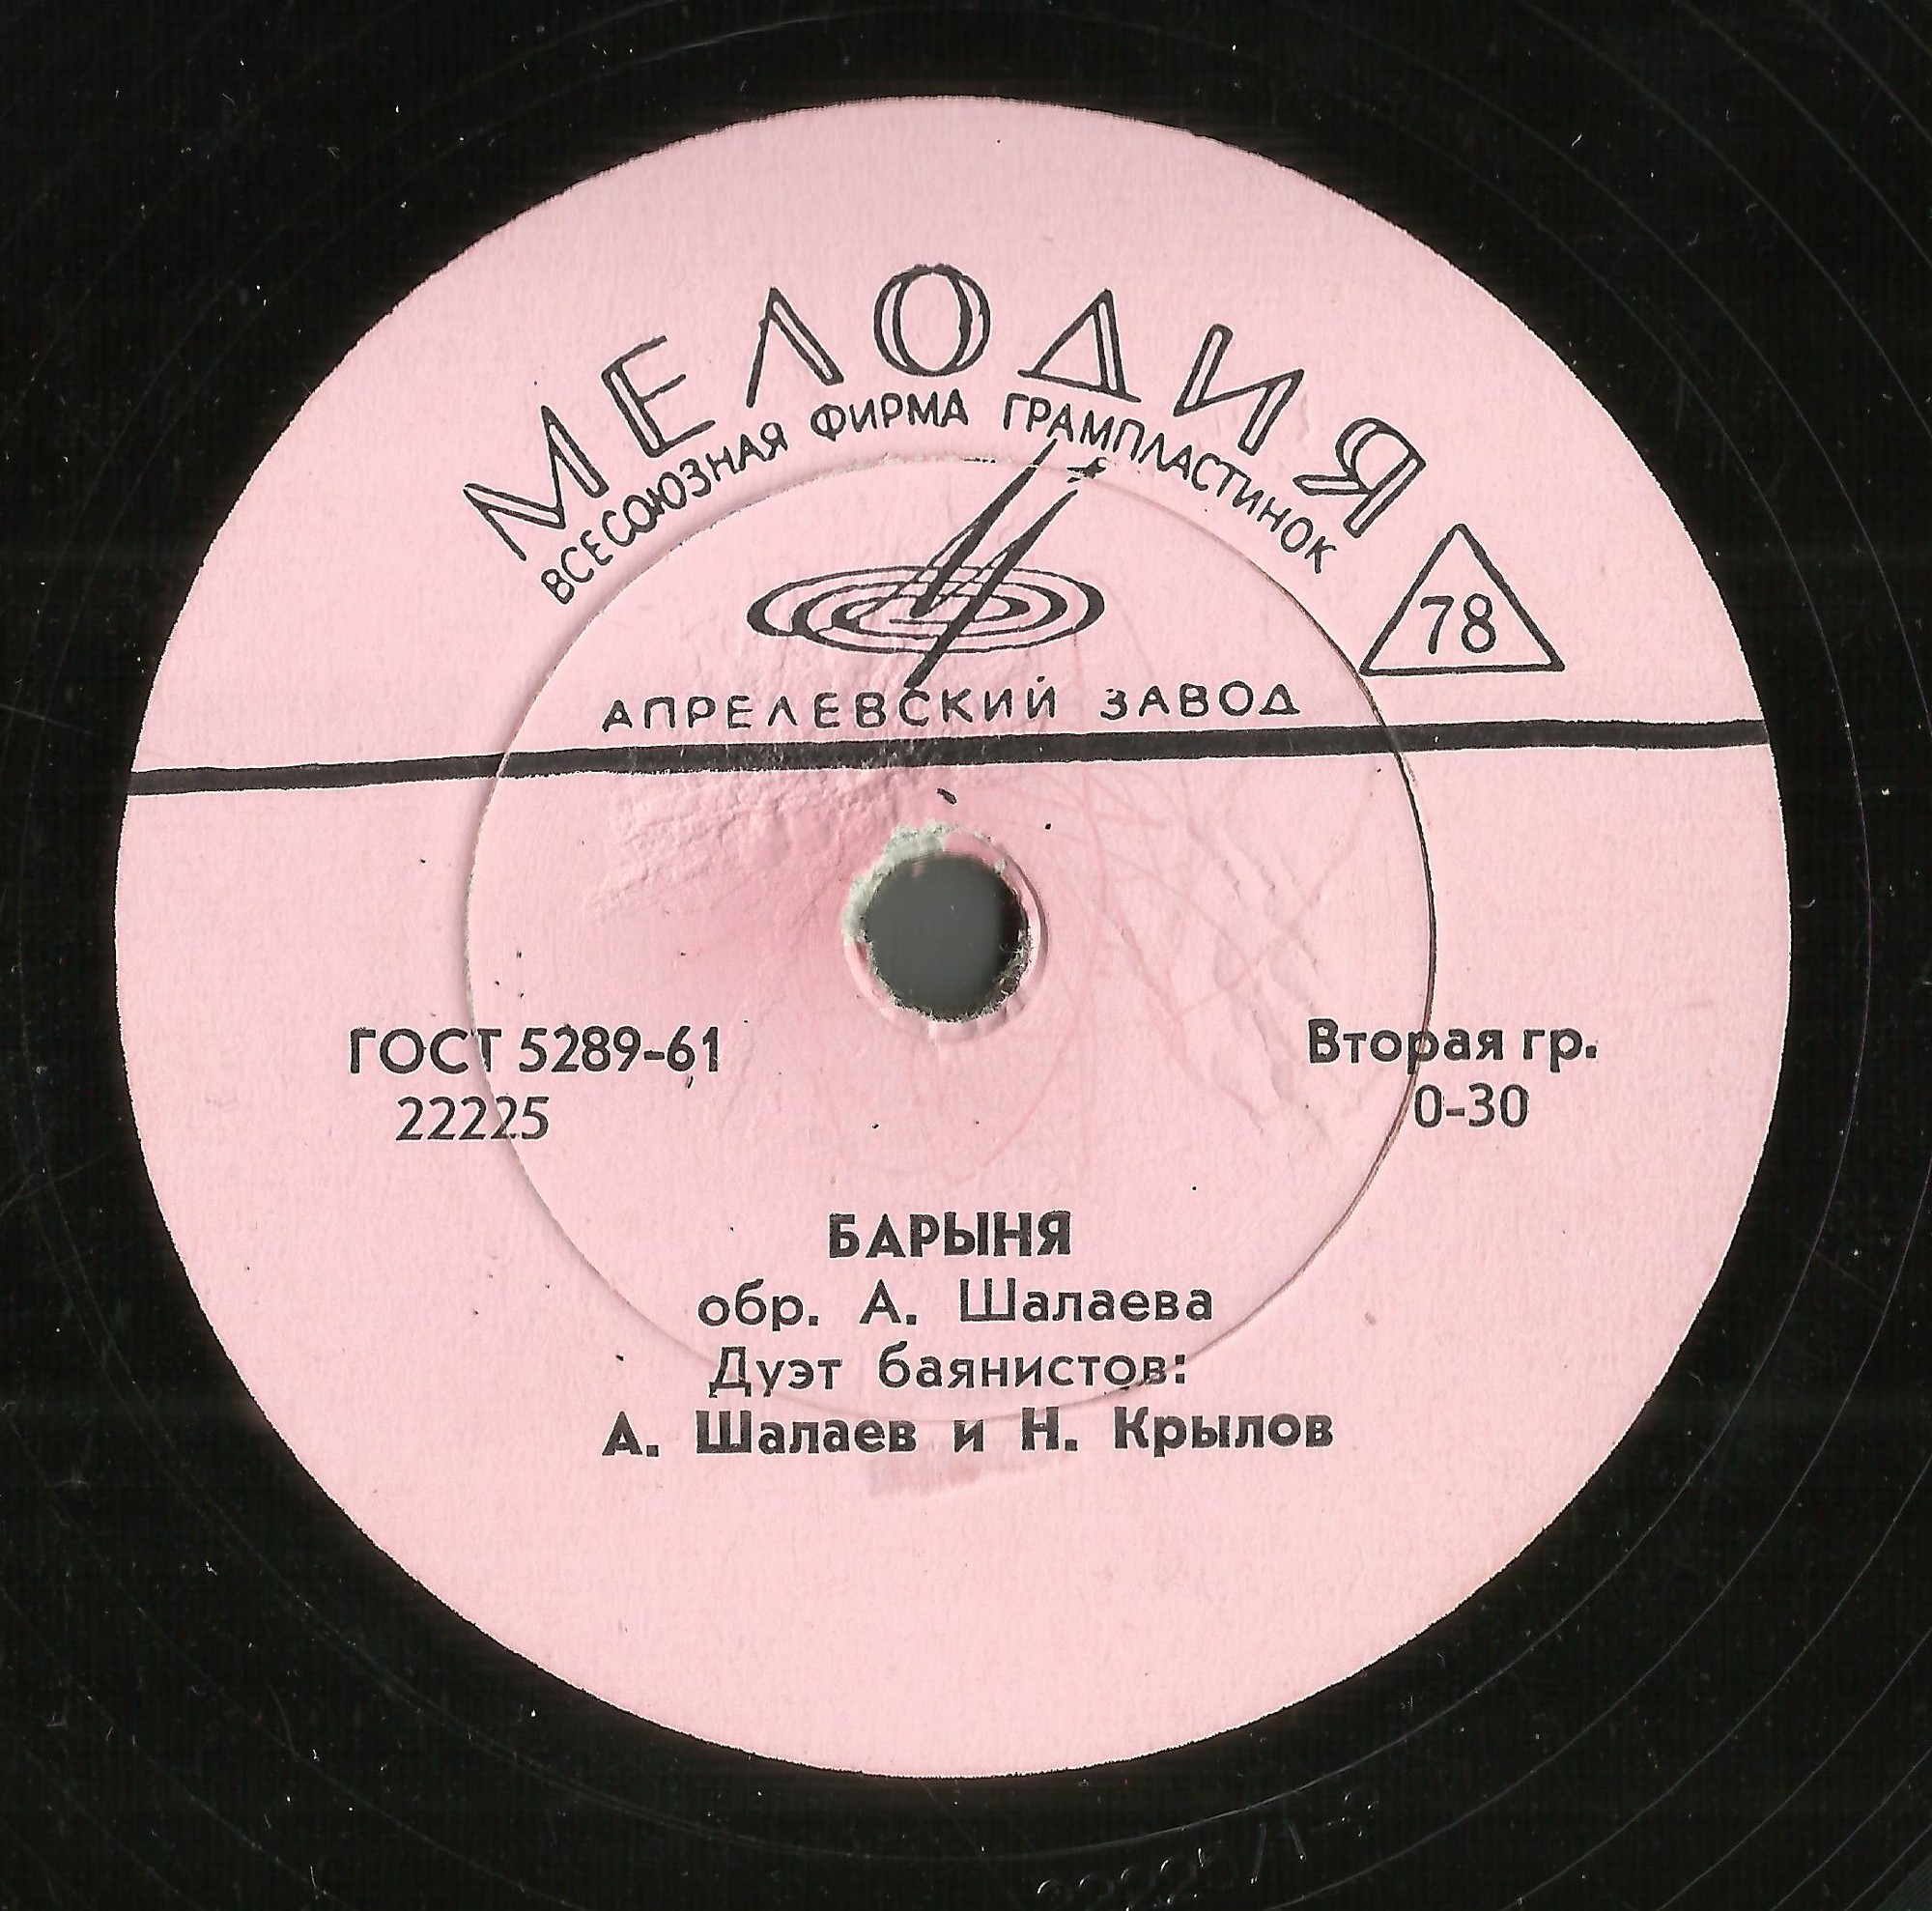 МЕЛОДИЯ
ВСЕСОЮЗНАЯ ФИРМА ГРАМПЛАСТИНОК
78
АПРЕЛЕВСКИЙ ЗАВОД
ГОСТ 5289-61
22225
Вторая гр.
0-30
БАРЫНЯ
обр. А. Шалаева
Дуэт баянистов:
А. Шалаев и Н. Крылов